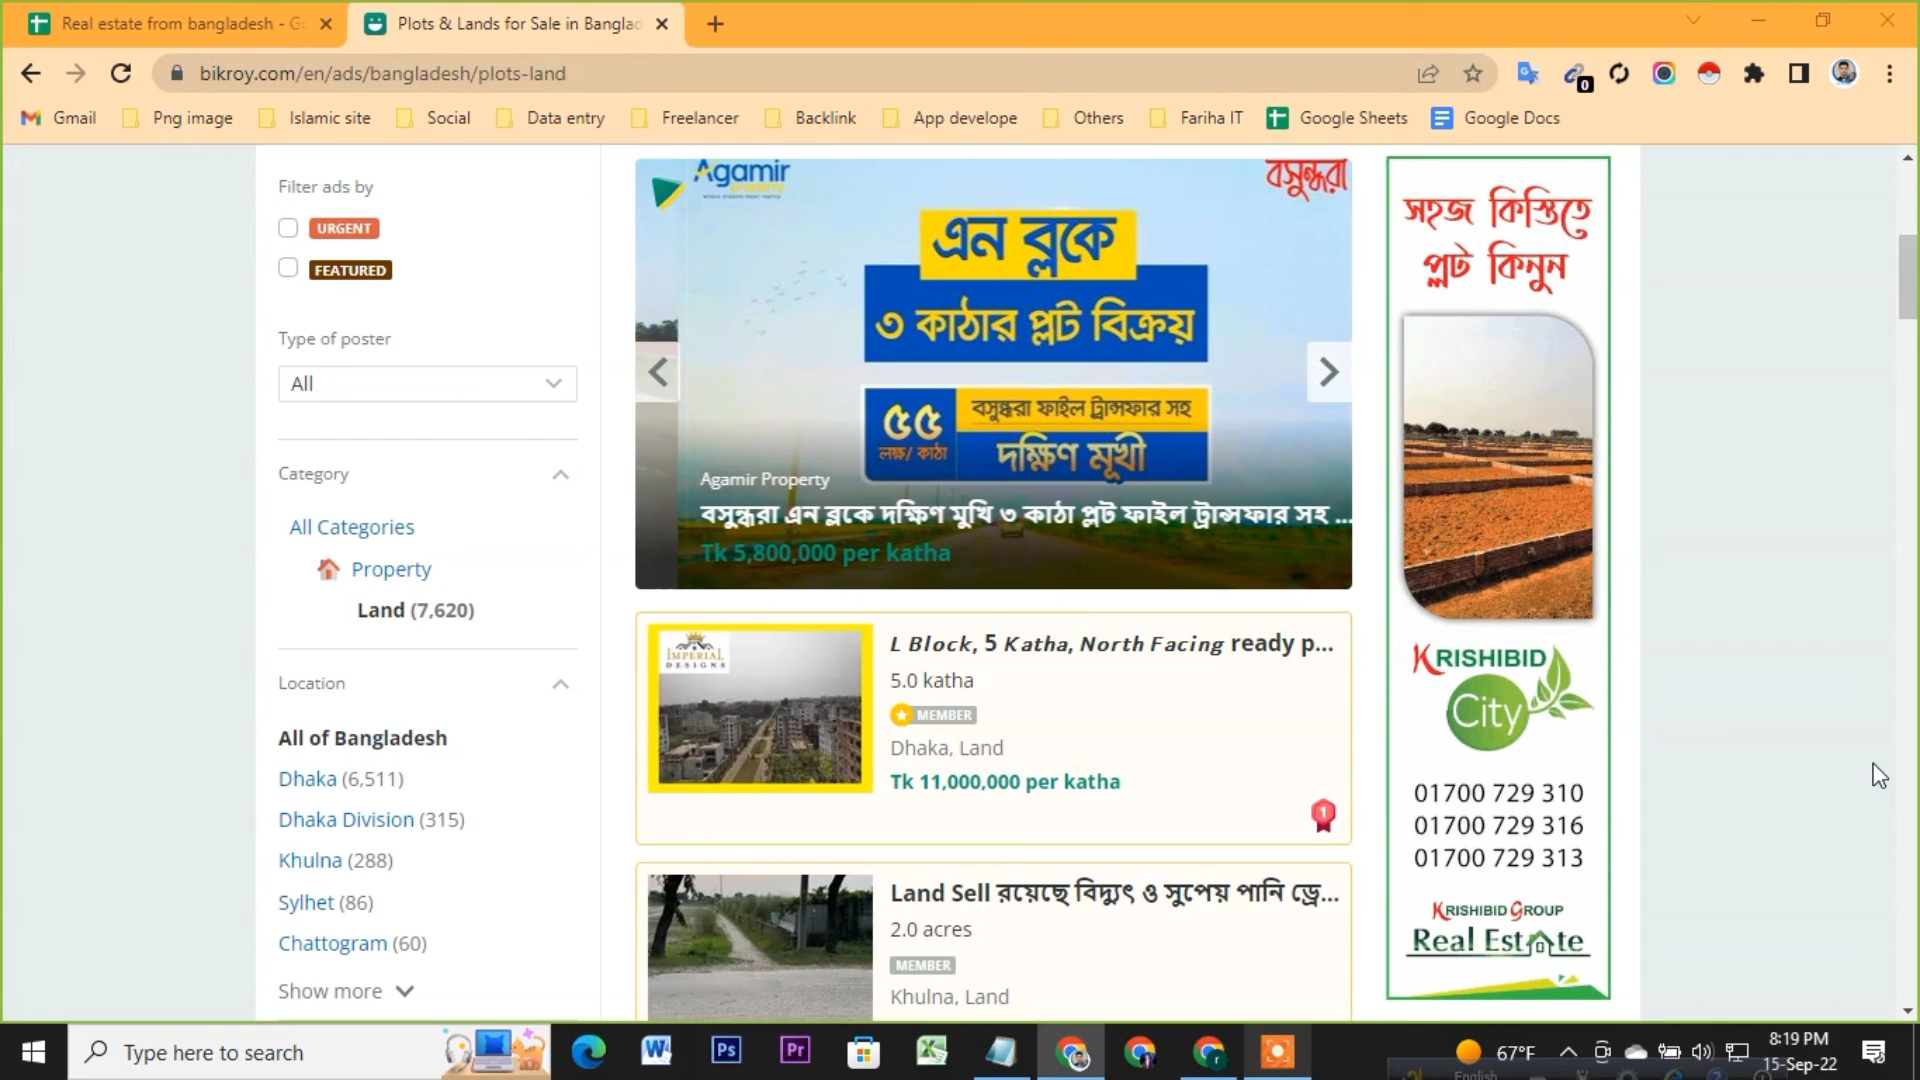 Real estate from bangladesh - Go
Plots & Lands for Sale in Banglad
bikroy.com/en/ads/bangladesh/plots-land
0
Gmail
Png image
Islamic site
Social
Data entry
Freelancer
Backlink
App develope
Others
Fariha IT
Google Sheets
Google Docs
Filter ads by
URGENT
FEATURED
Type of poster
All
Category
All Categories
Property
Land (7,620)
Location
All of Bangladesh
Dhaka (6,511)
Dhaka Division (315)
Khulna (288)
Sylhet (86)
Chattogram (60)
Show more
Agamir
property
বসুন্ধরা
এন ব্লকে
৩ কাঠার প্লট বিক্রয়
৫৫
লক্ষ/ কাঠা
বসুন্ধরা ফাইল ট্রান্সফার সহ
দক্ষিণ মূখী
Agamir Property
বসুন্ধরা এন ব্লকে দক্ষিণ মুখি ৩ কাঠা প্লট ফাইল ট্রান্সফার সহ ...
Tk 5,800,000 per katha
IMPERIAL
DESIGNS
L Block, 5 Katha, North Facing ready p...
5.0 katha
MEMBER
Dhaka, Land
Tk 11,000,000 per katha
1
Land Sell রয়েছে বিদ্যুৎ ও সুপেয় পানি ড্রে...
2.0 acres
MEMBER
Khulna, Land
সহজ কিস্তিতে
প্লট কিনুন
KRISHIBID
City
01700 729 310
01700 729 316
01700 729 313
KRISHIBID GROUP
Real Estate
Type here to search
W
Ps
Pr
67°F
8:19 PM
15-Sep-22
English